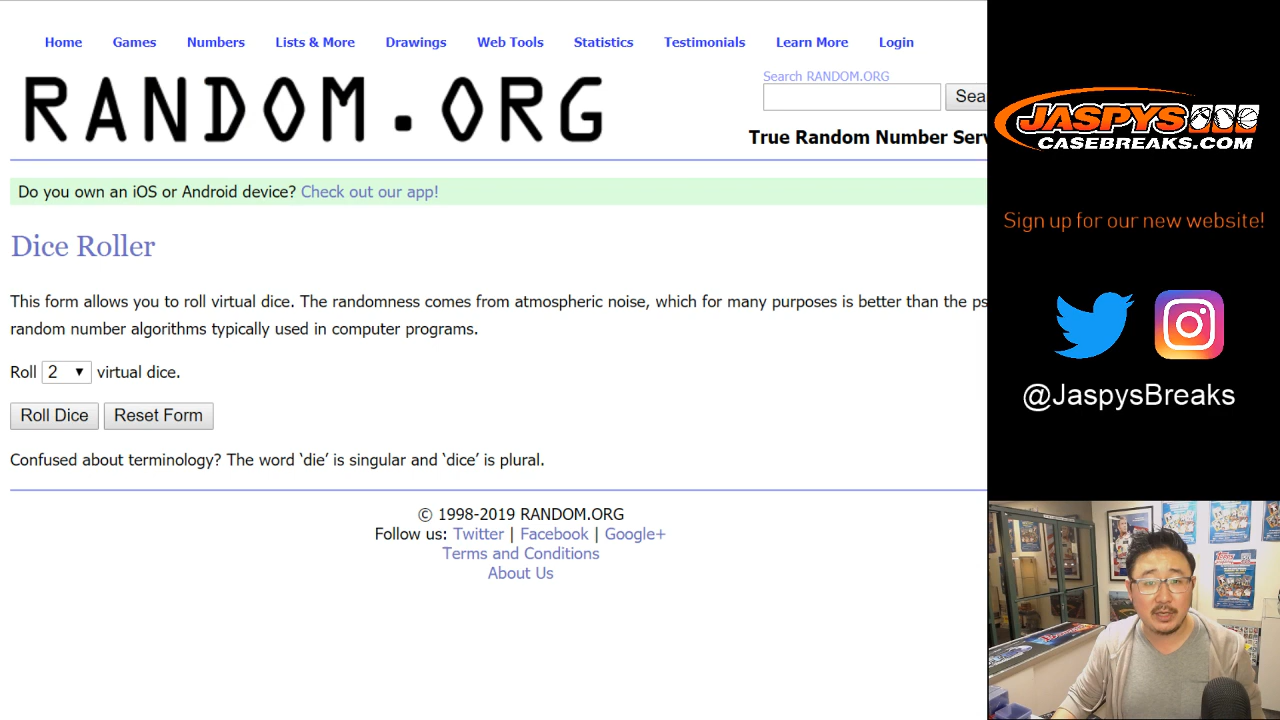 Home Games Numbers Lists & More Drawings Web Tools Statistics Testimonials Learn More Login
RANDOM.ORG
Search RANDOM.ORG
Sea
True Random Number Serv
Do you own an iOS or Android device? Check out our app!
Dice Roller
This form allows you to roll virtual dice. The randomness comes from atmospheric noise, which for many purposes is better than the ps
random number algorithms typically used in computer programs.
Roll 2 virtual dice.
Roll Dice Reset Form
Confused about terminology? The word ‘die’ is singular and ‘dice’ is plural.
© 1998-2019 RANDOM.ORG
Follow us: Twitter | Facebook | Google+
Terms and Conditions
About Us
JASPYS
CASEBREAKS.COM
Sign up for our new website!
@JaspysBreaks